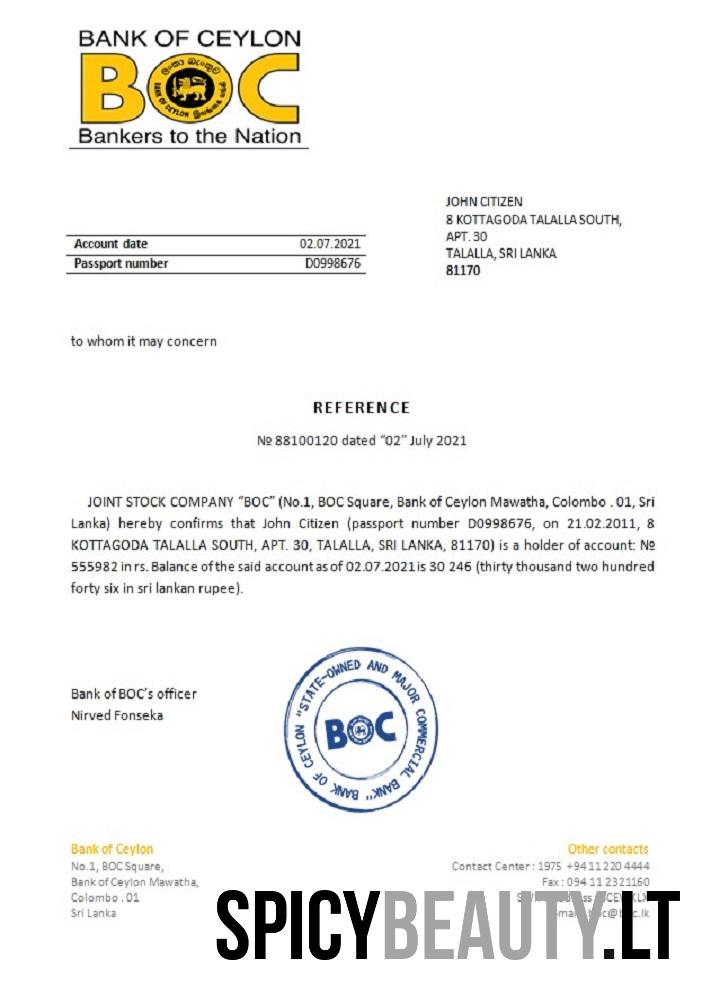 BANK OF CEYLON
BOC
Bankers to the Nation
JOHN CITIZEN
8 KOTTAGODA TALALLA SOUTH,
APT. 30
TALALLA, SRI LANKA
81170
Account date 02.07.2021
Passport number D0998676
to whom it may concern
REFERENCE
№ 88100120 dated “02” July 2021
JOINT STOCK COMPANY “BOC” (No.1, BOC Square, Bank of Ceylon Mawatha, Colombo . 01, Sri
Lanka) hereby confirms that John Citizen (passport number D0998676, on 21.02.2011, 8
KOTTAGODA TALALLA SOUTH, APT. 30, TALALLA, SRI LANKA, 81170) is a holder of account: №
555982 in rs. Balance of the said account as of 02.07.2021 is 30 246 (thirty thousand two hundred
forty six in sri lankan rupee).
Bank of BOC´s officer
Nirved Fonseka
BANK OF CEYLON "STATE-OWNED AND MAJOR COMMERCIAL BANK"
BOC
Bank of Ceylon
No.1, BOC Square,
Bank of Ceylon Mawatha,
Colombo . 01
Sri Lanka
Other contacts
Contact Center : 1975 +94 11 220 4444
Fax : 094 11 2321160
SPICYBEAUTY.LT